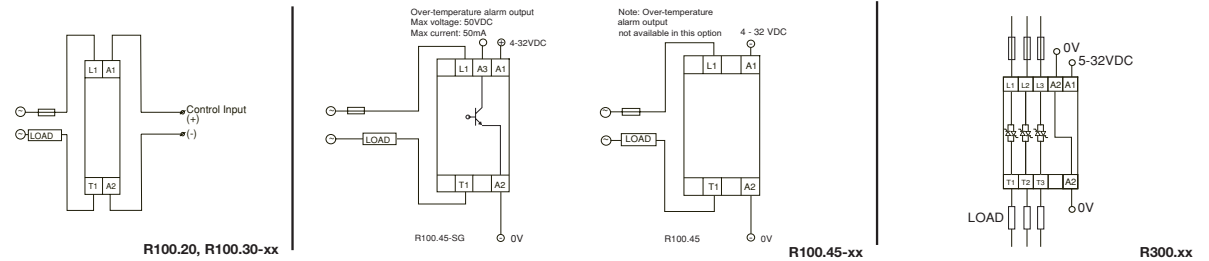 L1 A1
Control Input
(+)
(-)
LOAD
T1 A2
R100.20, R100.30-xx
Over-temperature alarm output
Max voltage: 50VDC
Max current: 50mA
4-32VDC
L1 A3 A1
LOAD
T1 A2
R100.45-SG
0V
Note: Over-temperature
alarm output
not available in this option
4 - 32 VDC
L1 A1
LOAD
T1 A2
R100.45
0V
R100.45-xx
0V
5-32VDC
L1 L2 L3 A2 A1
T1 T2 T3 A2
LOAD
0V
R300.xx